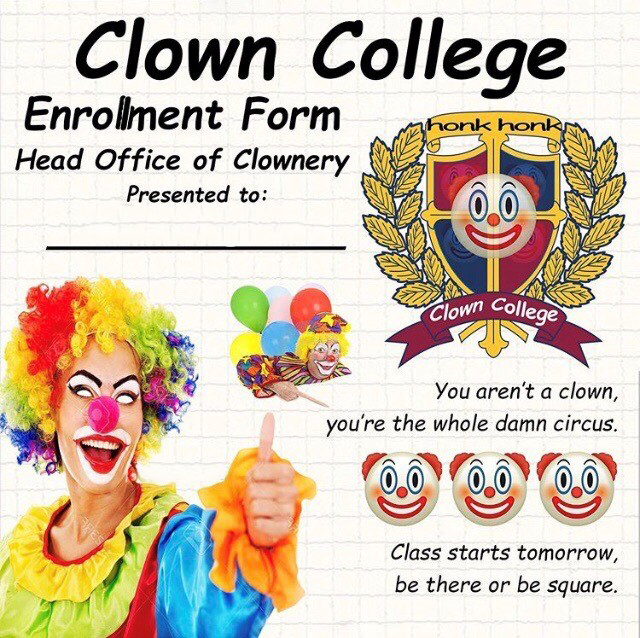 Clown College
Enrollment Form
Head Office of Clownery
Presented to:
honk honk
Clown College
You aren't a clown,
you're the whole damn circus.
Class starts tomorrow,
be there or be square.